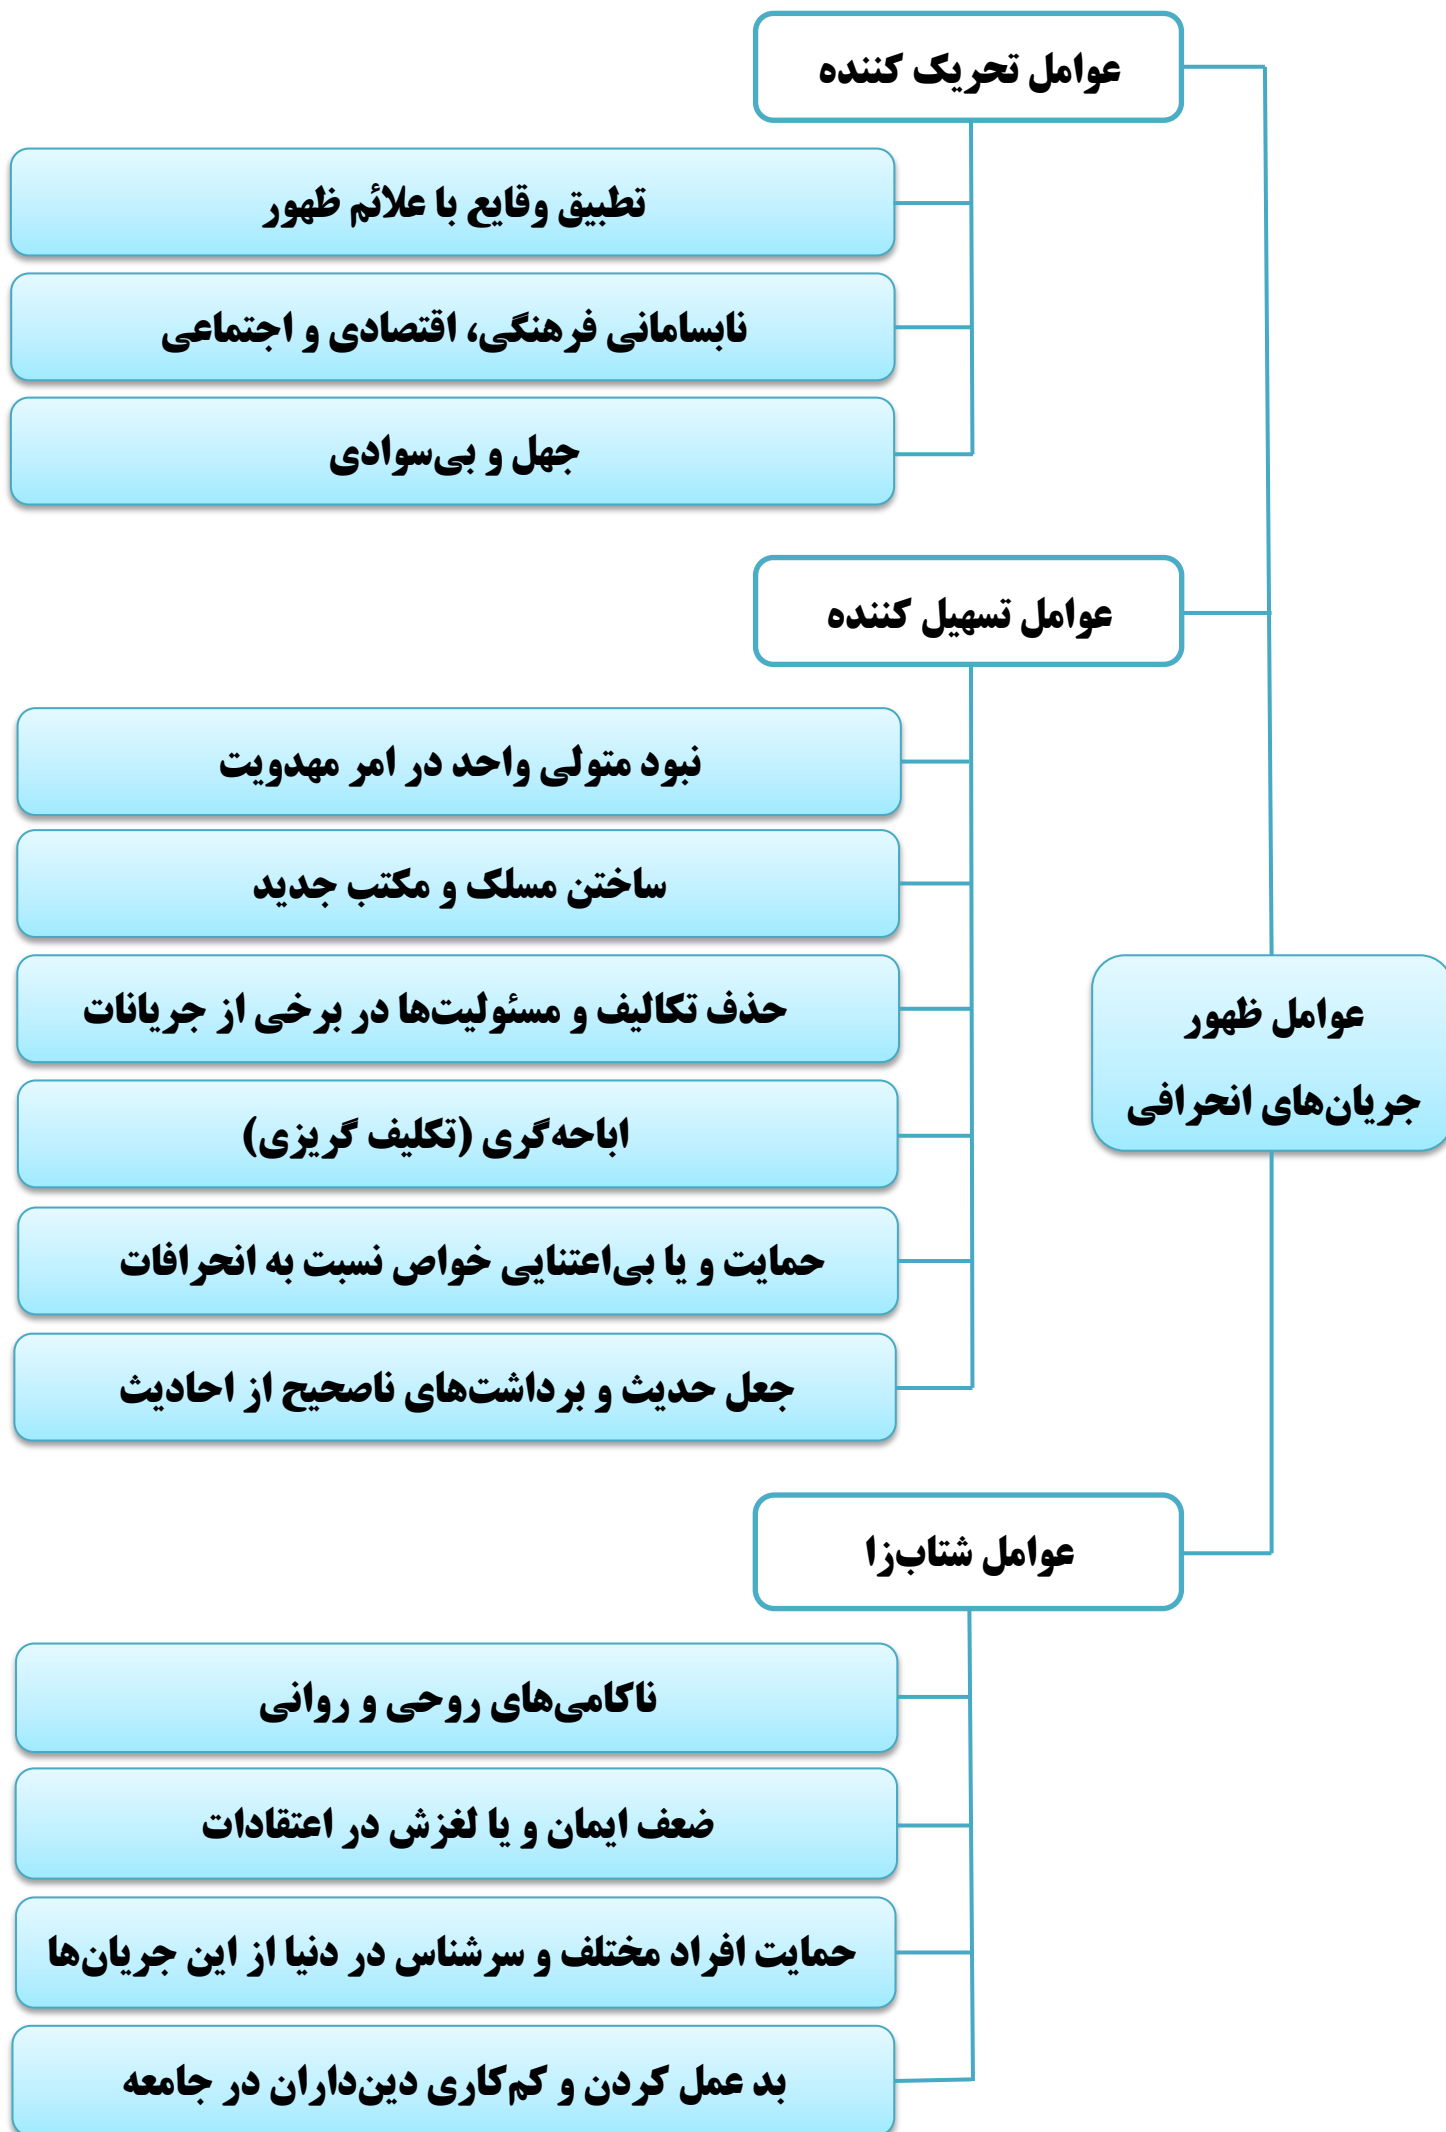 عوامل تحریک کننده
تطبیق وقایع با علائم ظهور
نابسامانی فرهنگی، اقتصادی و اجتماعی
جهل و بی‌سوادی
عوامل تسهیل کننده
نبود متولی واحد در امر مهدویت
ساختن مسلک و مکتب جدید
حذف تکالیف و مسئولیت‌ها در برخی از جریانات
عوامل ظهور
جریان‌های انحرافی
اباحه‌گری (تکلیف گریزی)
حمایت و یا بی‌اعتنایی خواص نسبت به انحرافات
جعل حدیث و برداشت‌های ناصحیح از احادیث
عوامل شتاب‌زا
ناکامی‌های روحی و روانی
ضعف ایمان و یا لغزش در اعتقادات
حمایت افراد مختلف و سرشناس در دنیا از این جریان‌ها
بد عمل کردن و کم‌کاری دین‌داران در جامعه